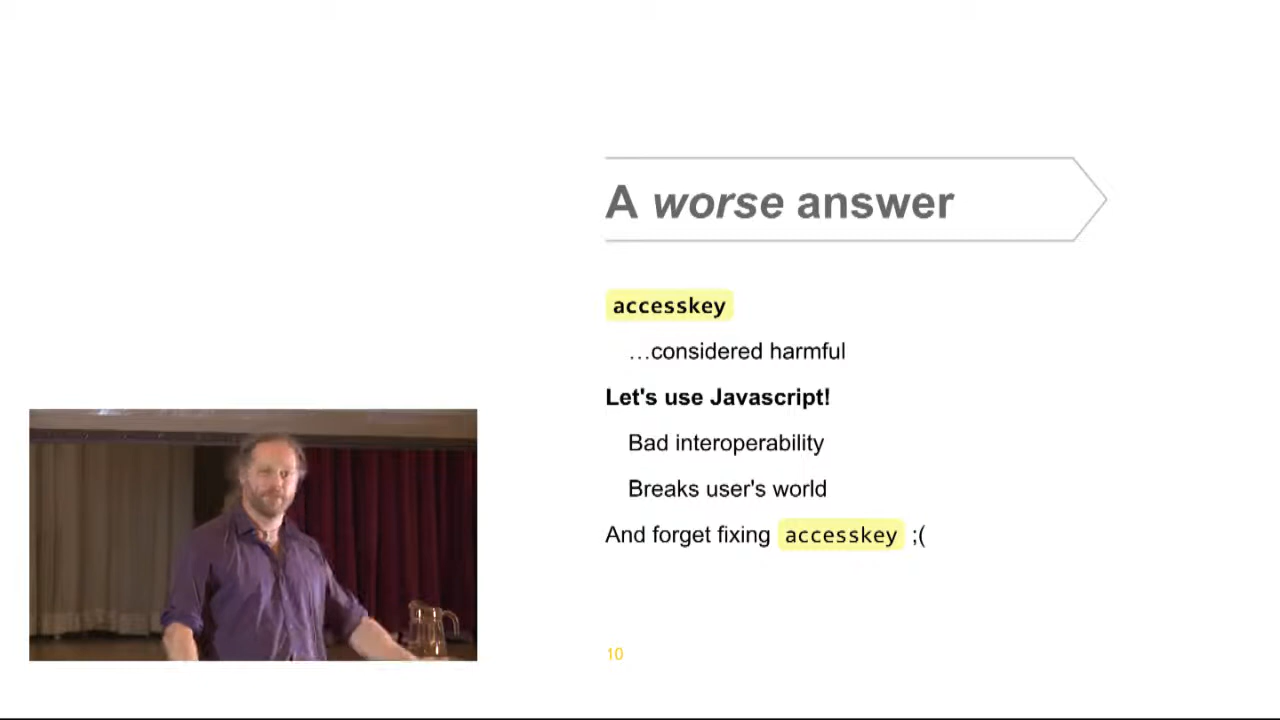 A worse answer
accesskey
…considered harmful
Let's use Javascript!
Bad interoperability
Breaks user's world
And forget fixing accesskey ;(
10